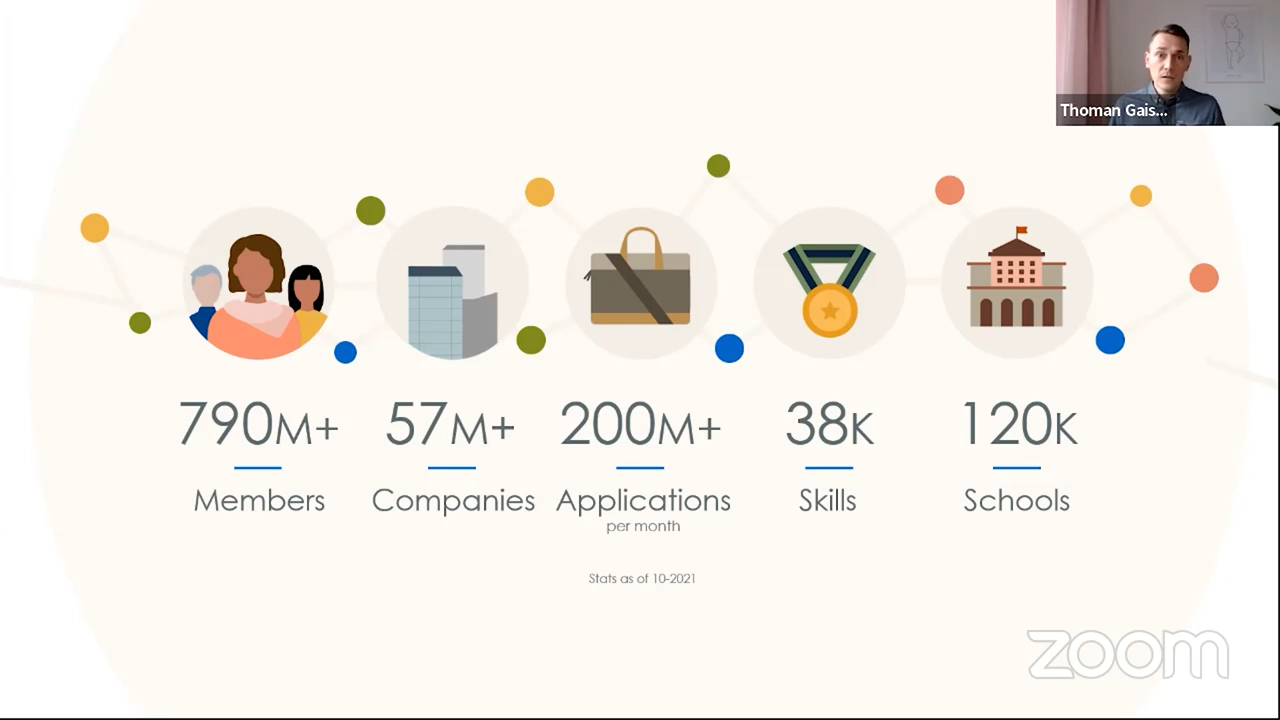 Thoman Gais...
790M+ 57M+ 200M+ 38K 120K
Members Companies Applications Skills Schools
per month
Stats as of 10-2021
zoom